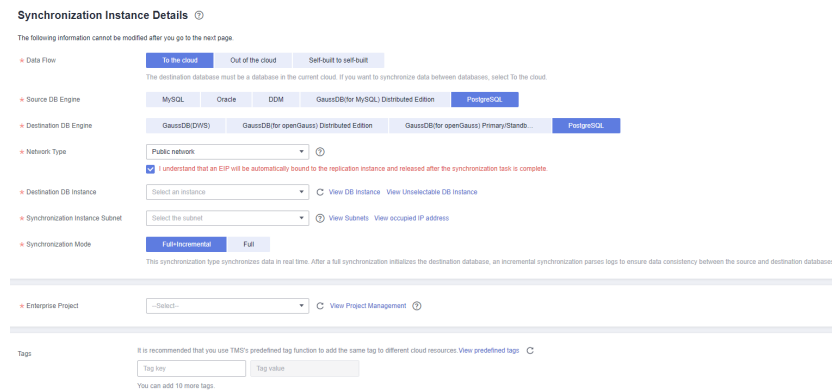 Synchronization Instance Details ?
The following information cannot be modified after you go to the next page.
* Data Flow To the cloud Out of the cloud Self-built to self-built
The destination database must be a database in the current cloud. If you want to synchronize data between databases, select To the cloud.
* Source DB Engine MySQL Oracle DDM GaussDB(for MySQL) Distributed Edition PostgreSQL
* Destination DB Engine GaussDB(DWS) GaussDB(for openGauss) Distributed Edition GaussDB(for openGauss) Primary/Standb... PostgreSQL
* Network Type Public network ?
I understand that an EIP will be automatically bound to the replication instance and released after the synchronization task is complete.
* Destination DB Instance Select an instance View DB Instance View Unselectable DB Instance
* Synchronization Instance Subnet Select the subnet ? View Subnets View occupied IP address
* Synchronization Mode Full+Incremental Full
This synchronization type synchronizes data in real time. After a full synchronization initializes the destination database, an incremental synchronization parses logs to ensure data consistency between the source and destination databases
* Enterprise Project --Select-- View Project Management ?
Tags It is recommended that you use TMS's predefined tag function to add the same tag to different cloud resources. View predefined tags
Tag key Tag value
You can add 10 more tags.